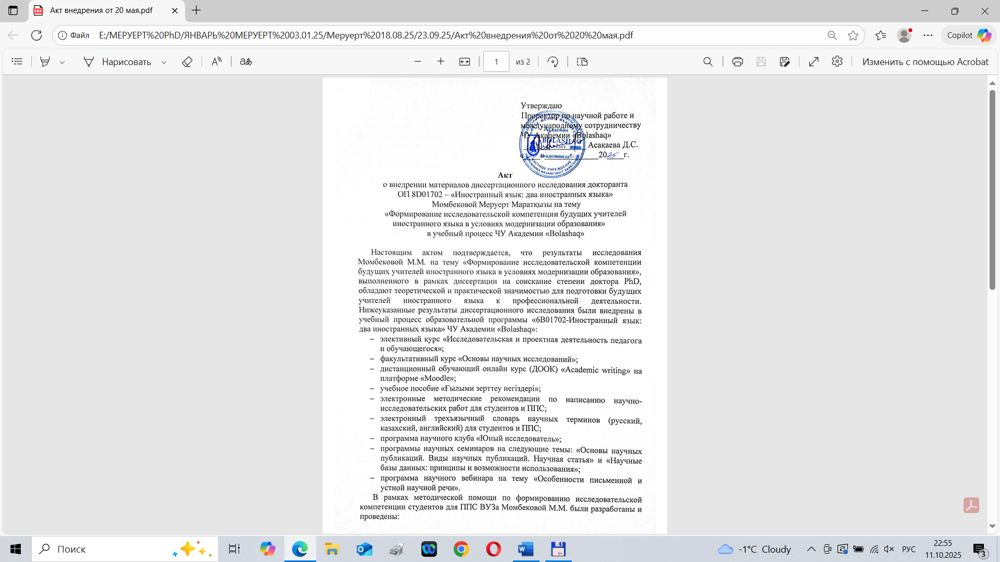 Акт внедрения от 20 мая.pdf
Файл
E:/МЕРУЕРТ%20PhD/ЯНВАРЬ%20МЕРУЕРТ%2003.01.25/Меруерт%2018.08.25/23.09.25/Акт%20внедрения%20от%2020%20мая.pdf
Copilot
Нарисовать
1 из 2
Изменить с помощью Acrobat
Утверждаю
Проректор по научной работе и
международному сотрудничеству
ЧУ Академии «Bolashaq»
Асакаева Д.С.
2025 г.
BOLASHAQ
ACADEMY
академиясы
Акт
о внедрении материалов диссертационного исследования докторанта
ОП 8D01702 – «Иностранный язык: два иностранных языка»
Момбековой Меруерт Маратқызы на тему
«Формирование исследовательской компетенции будущих учителей
иностранного языка в условиях модернизации образования»
в учебный процесс ЧУ Академии «Bolashaq»
Настоящим актом подтверждается, что результаты исследования
Момбековой М.М. на тему «Формирование исследовательской компетенции
будущих учителей иностранного языка в условиях модернизации образования»,
выполненного в рамках диссертации на соискание степени доктора PhD,
обладают теоретической и практической значимостью для подготовки будущих
учителей иностранного языка к профессиональной деятельности.
Нижеуказанные результаты диссертационного исследования были внедрены в
учебный процесс образовательной программы «6В01702-Иностранный язык:
два иностранных языка» ЧУ Академии «Bolashaq»:
– элективный курс «Исследовательская и проектная деятельность педагога
и обучающегося»;
– факультативный курс «Основы научных исследований»;
– дистанционный обучающий онлайн курс (ДООК) «Academic writing» на
платформе «Moodle»;
– учебное пособие «Ғылыми зерттеу негіздері»;
– электронные методические рекомендации по написанию научно-
исследовательских работ для студентов и ППС;
– электронный трехъязычный словарь научных терминов (русский,
казахский, английский) для студентов и ППС;
– программа научного клуба «Юный исследователь»;
– программы научных семинаров на следующие темы: «Основы научных
публикаций. Виды научных публикаций. Научная статья» и «Научные
базы данных: принципы и возможности использования»;
– программа научного вебинара на тему «Особенности письменной и
устной научной речи».
В рамках методической помощи по формированию исследовательской
компетенции студентов для ППС ВУЗа Момбековой М.М. были разработаны и
проведены:
Поиск
-1°C Cloudy
РУС
22:55
11.10.2025
3